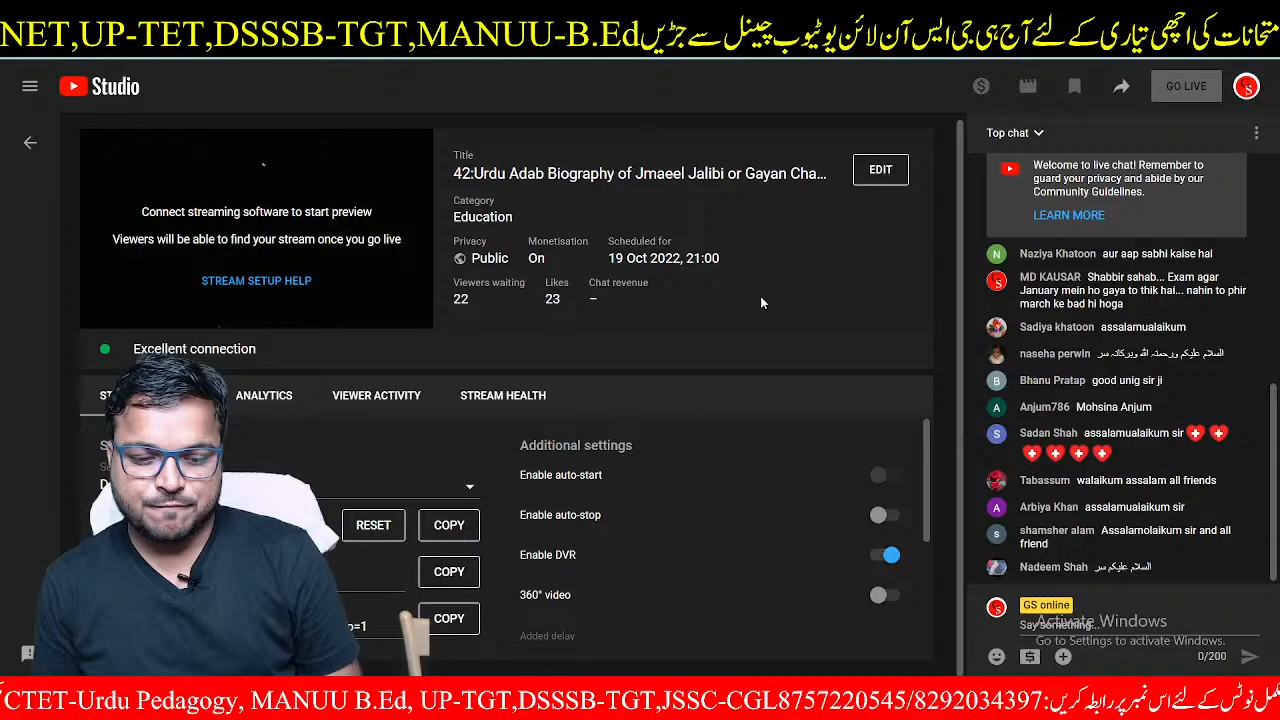 NET,UP-TET,DSSSB-TGT,MANUU-B.Ed متحانات کی اچھی تیاری کے لئے آج ہی جی ایس آن لائن یوٹیوب چینل سے جڑیں
Studio
GO LIVE
Connect streaming software to start preview
Viewers will be able to find your stream once you go live
STREAM SETUP HELP
Title
42:Urdu Adab Biography of Jmaeel Jalibi or Gayan Cha...
EDIT
Category
Education
Privacy
Monetisation
Scheduled for
Public
On
19 Oct 2022, 21:00
Viewers waiting
Likes
Chat revenue
22
23
–
Excellent connection
ANALYTICS
VIEWER ACTIVITY
STREAM HEALTH
RESET
COPY
COPY
COPY
=1
Additional settings
Enable auto-start
Enable auto-stop
Enable DVR
360° video
Added delay
Top chat
Welcome to live chat! Remember to
guard your privacy and abide by our
Community Guidelines.
LEARN MORE
N
Naziya Khatoon aur aap sabhi kalse hal
MD KAUSAR Shabbir sahab... Exam agar
January mein ho gaya to thik hai... nahin to phir
march ke bad hi hoga
Sadiya khatoon assalamualaikum
naseha perwin السلام علیکم ورحمتہ اللہ وبرکاتہ سر
B
Bhanu Pratap good unig sir ji
A
Anjum786 Mohsina Anjum
S
Sadan Shah assalamualaikum sir
Tabassum walaikum assalam all friends
A
Arbiya Khan assalamualaikum sir
s
shamsher alam Assalamolaikum sir and all
friend
Nadeem Shah السلام علیکم سر
GS online
Say something...
Activate Windows
Go to Settings to activate Windows.
0/200
CTET-Urdu Pedagogy, MANUU B.Ed, UP-TGT,DSSSB-TGT,JSSC-CGL8757220545/8292034397:مکمل نوٹس کے لئے اس نمبر پر رابطہ کریں